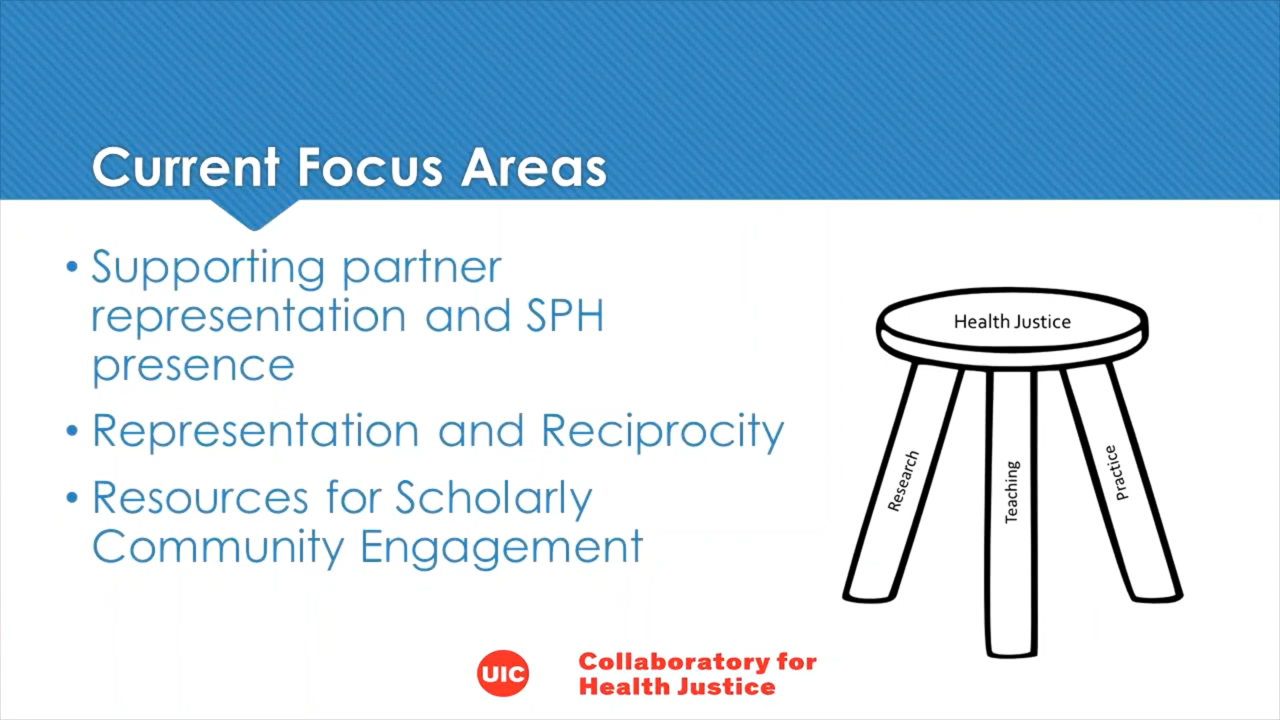 Current Focus Areas
• Supporting partner
representation and SPH
presence
• Representation and Reciprocity
• Resources for Scholarly
Community Engagement
Health Justice
Research
Teaching
Practice
UIC
Collaboratory for
Health Justice